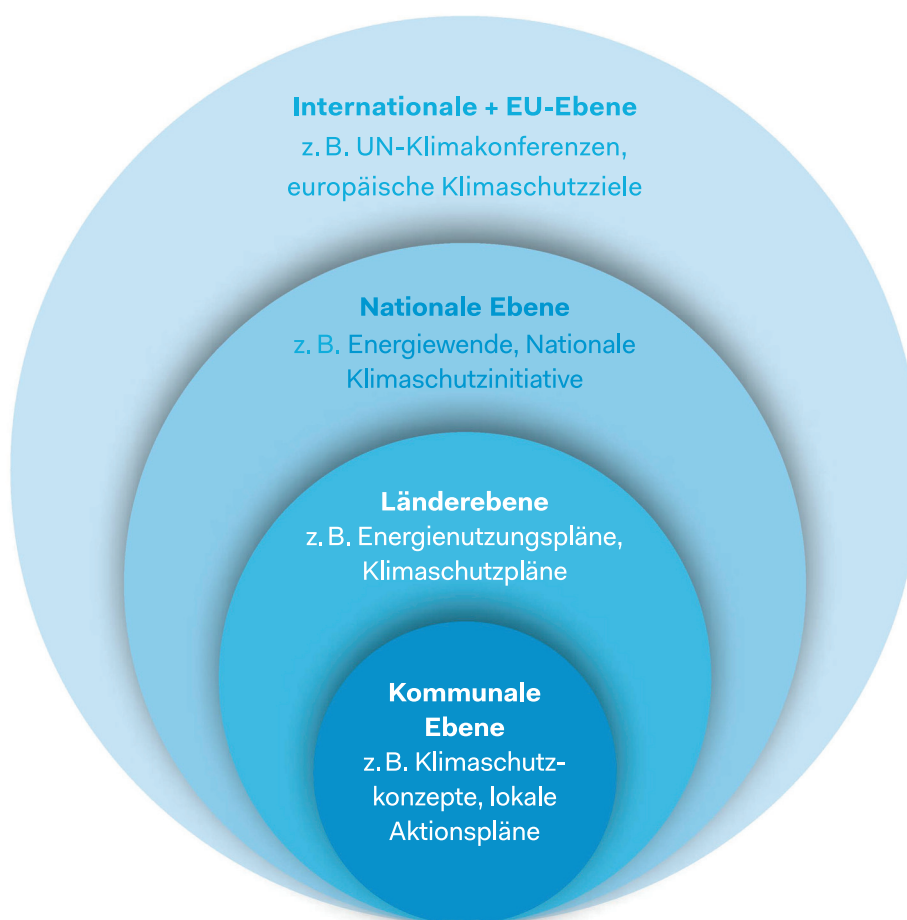 Internationale + EU-Ebene
z. B. UN-Klimakonferenzen,
europäische Klimaschutzziele
Nationale Ebene
z. B. Energiewende, Nationale
Klimaschutzinitiative
Länderebene
z. B. Energienutzungspläne,
Klimaschutzpläne
Kommunale
Ebene
z. B. Klimaschutz-
konzepte, lokale
Aktionspläne